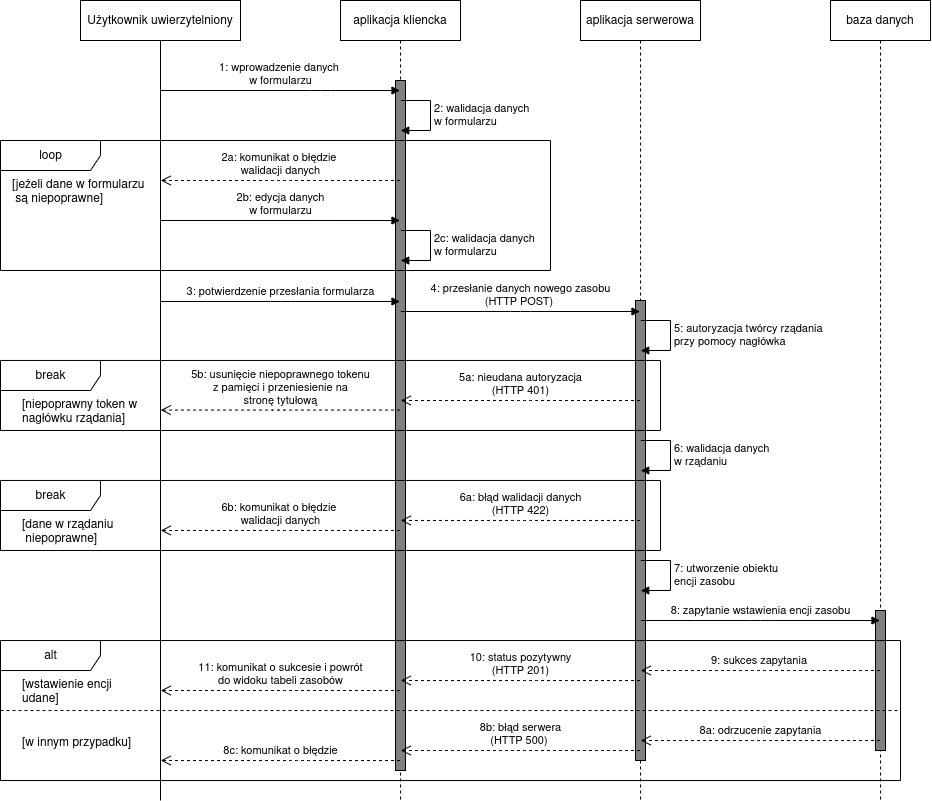 Użytkownik uwierzytelniony
aplikacja kliencka
aplikacja serwerowa
baza danych
1: wprowadzenie danych
w formularzu
2: walidacja danych
w formularzu
loop
[jeżeli dane w formularzu
są niepoprawne]
2a: komunikat o błędzie
walidacji danych
2b: edycja danych
w formularzu
2c: walidacja danych
w formularzu
3: potwierdzenie przesłania formularza
4: przesłanie danych nowego zasobu
(HTTP POST)
5: autoryzacja twórcy rządania
przy pomocy nagłówka
break
[niepoprawny token w
nagłówku rządania]
5b: usunięcie niepoprawnego tokenu
z pamięci i przeniesienie na
stronę tytułową
5a: nieudana autoryzacja
(HTTP 401)
6: walidacja danych
w rządaniu
break
[dane w rządaniu
niepoprawne]
6b: komunikat o błędzie
walidacji danych
6a: błąd walidacji danych
(HTTP 422)
7: utworzenie obiektu
encji zasobu
8: zapytanie wstawienia encji zasobu
alt
[wstawienie encji
udane]
11: komunikat o sukcesie i powrót
do widoku tabeli zasobów
10: status pozytywny
(HTTP 201)
9: sukces zapytania
[w innym przypadku]
8c: komunikat o błędzie
8b: błąd serwera
(HTTP 500)
8a: odrzucenie zapytania